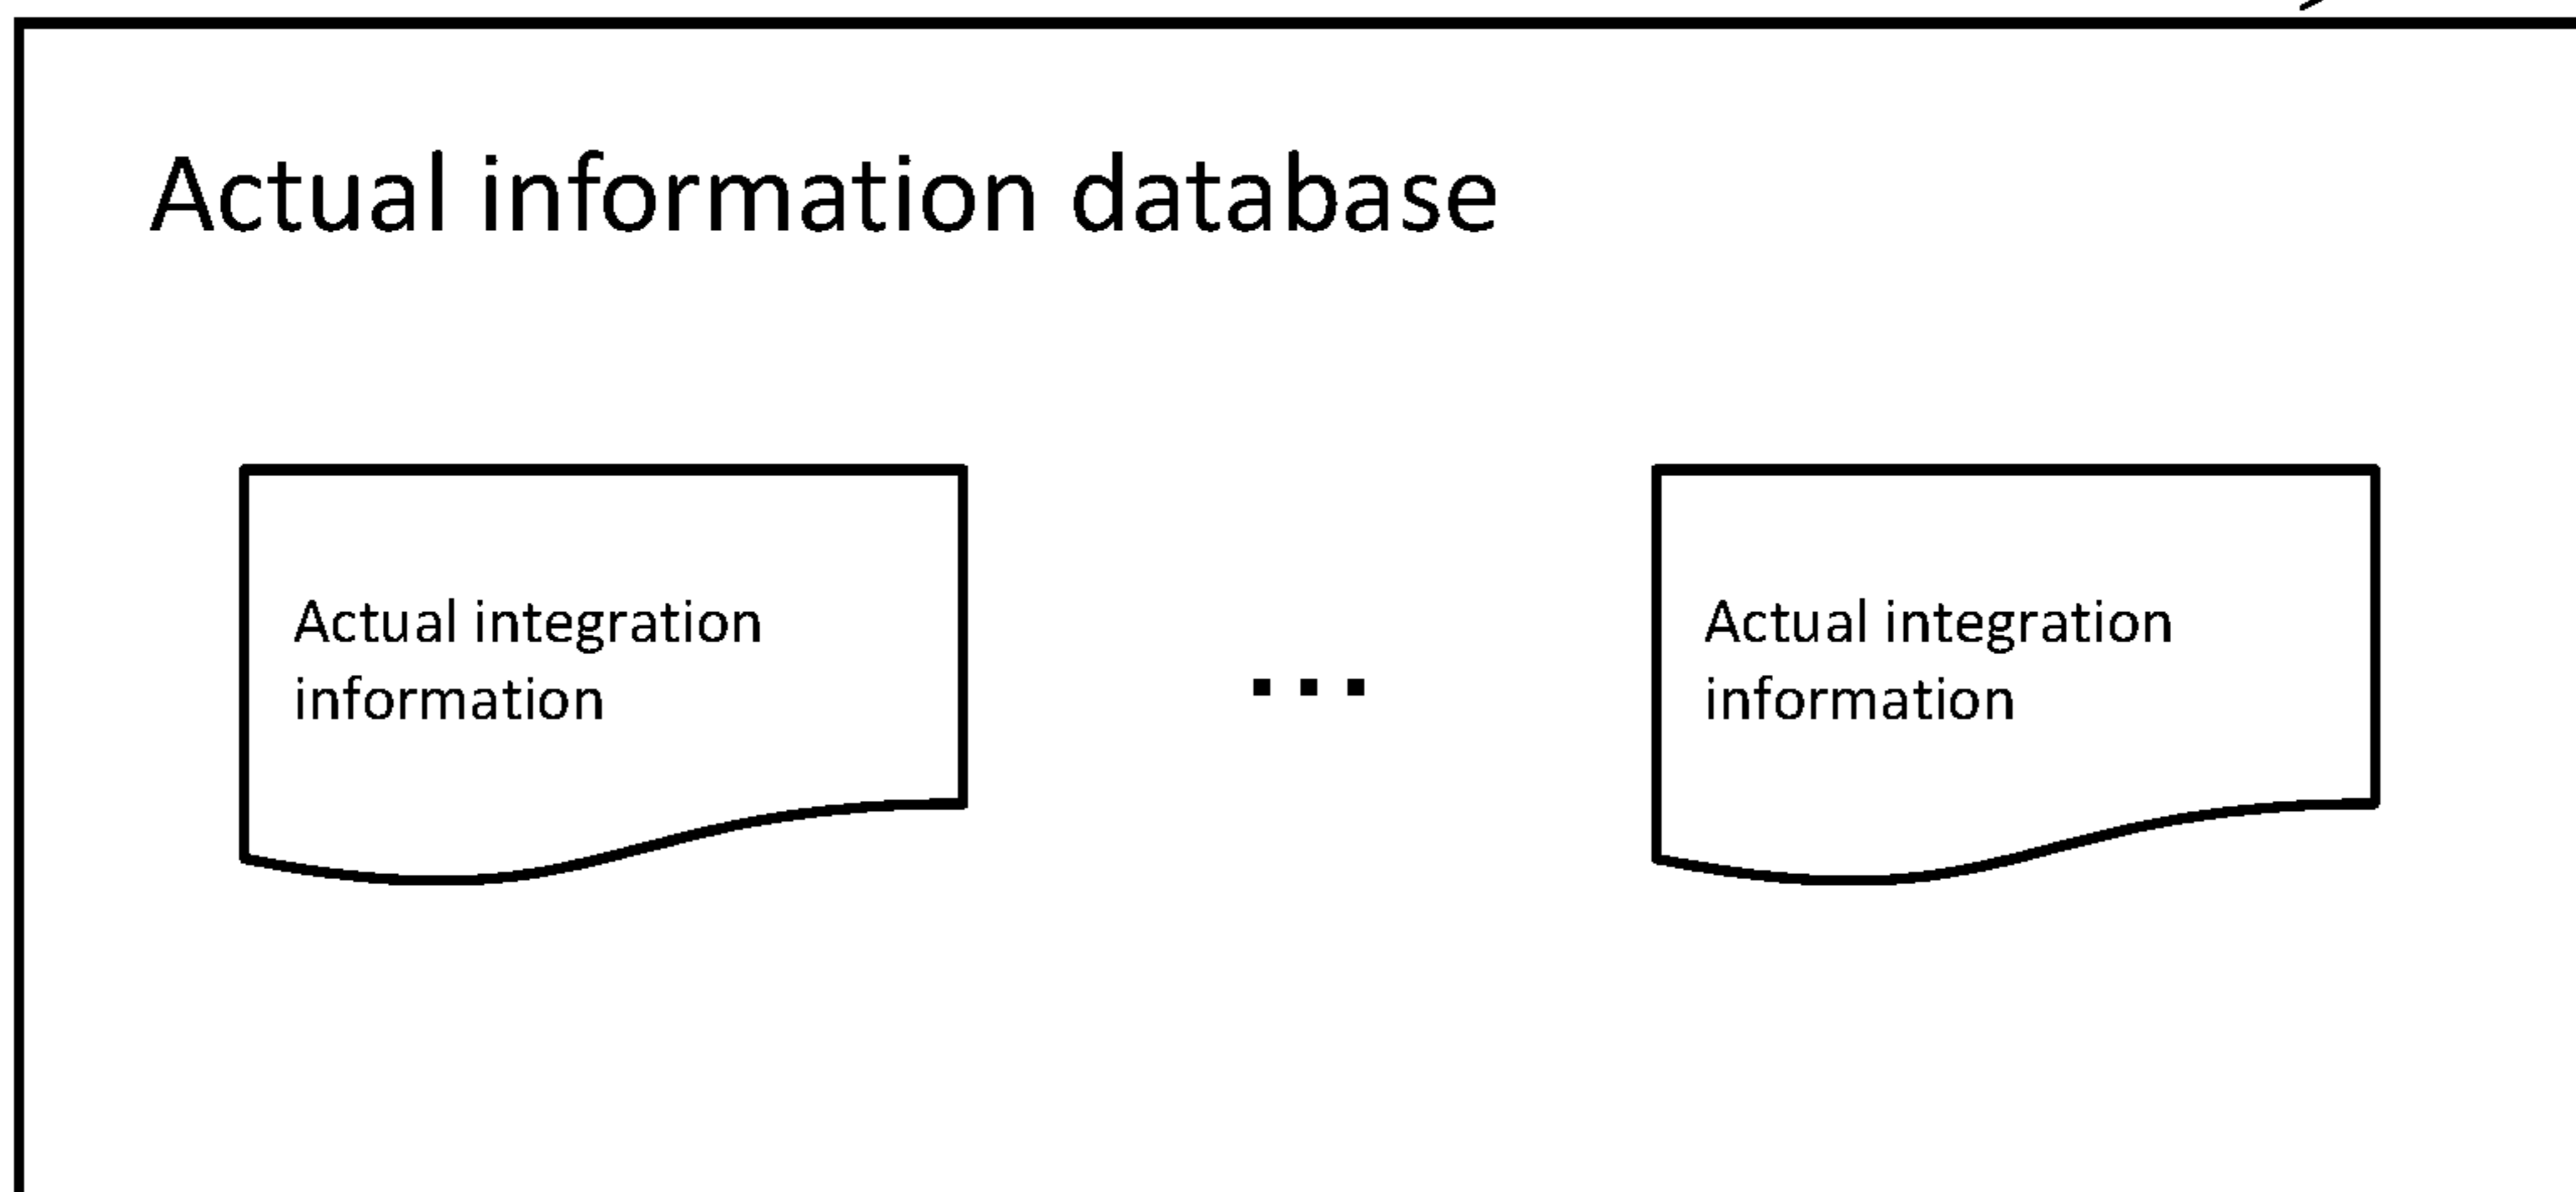 Actual information database
Actual integration
information
...
Actual integration
information